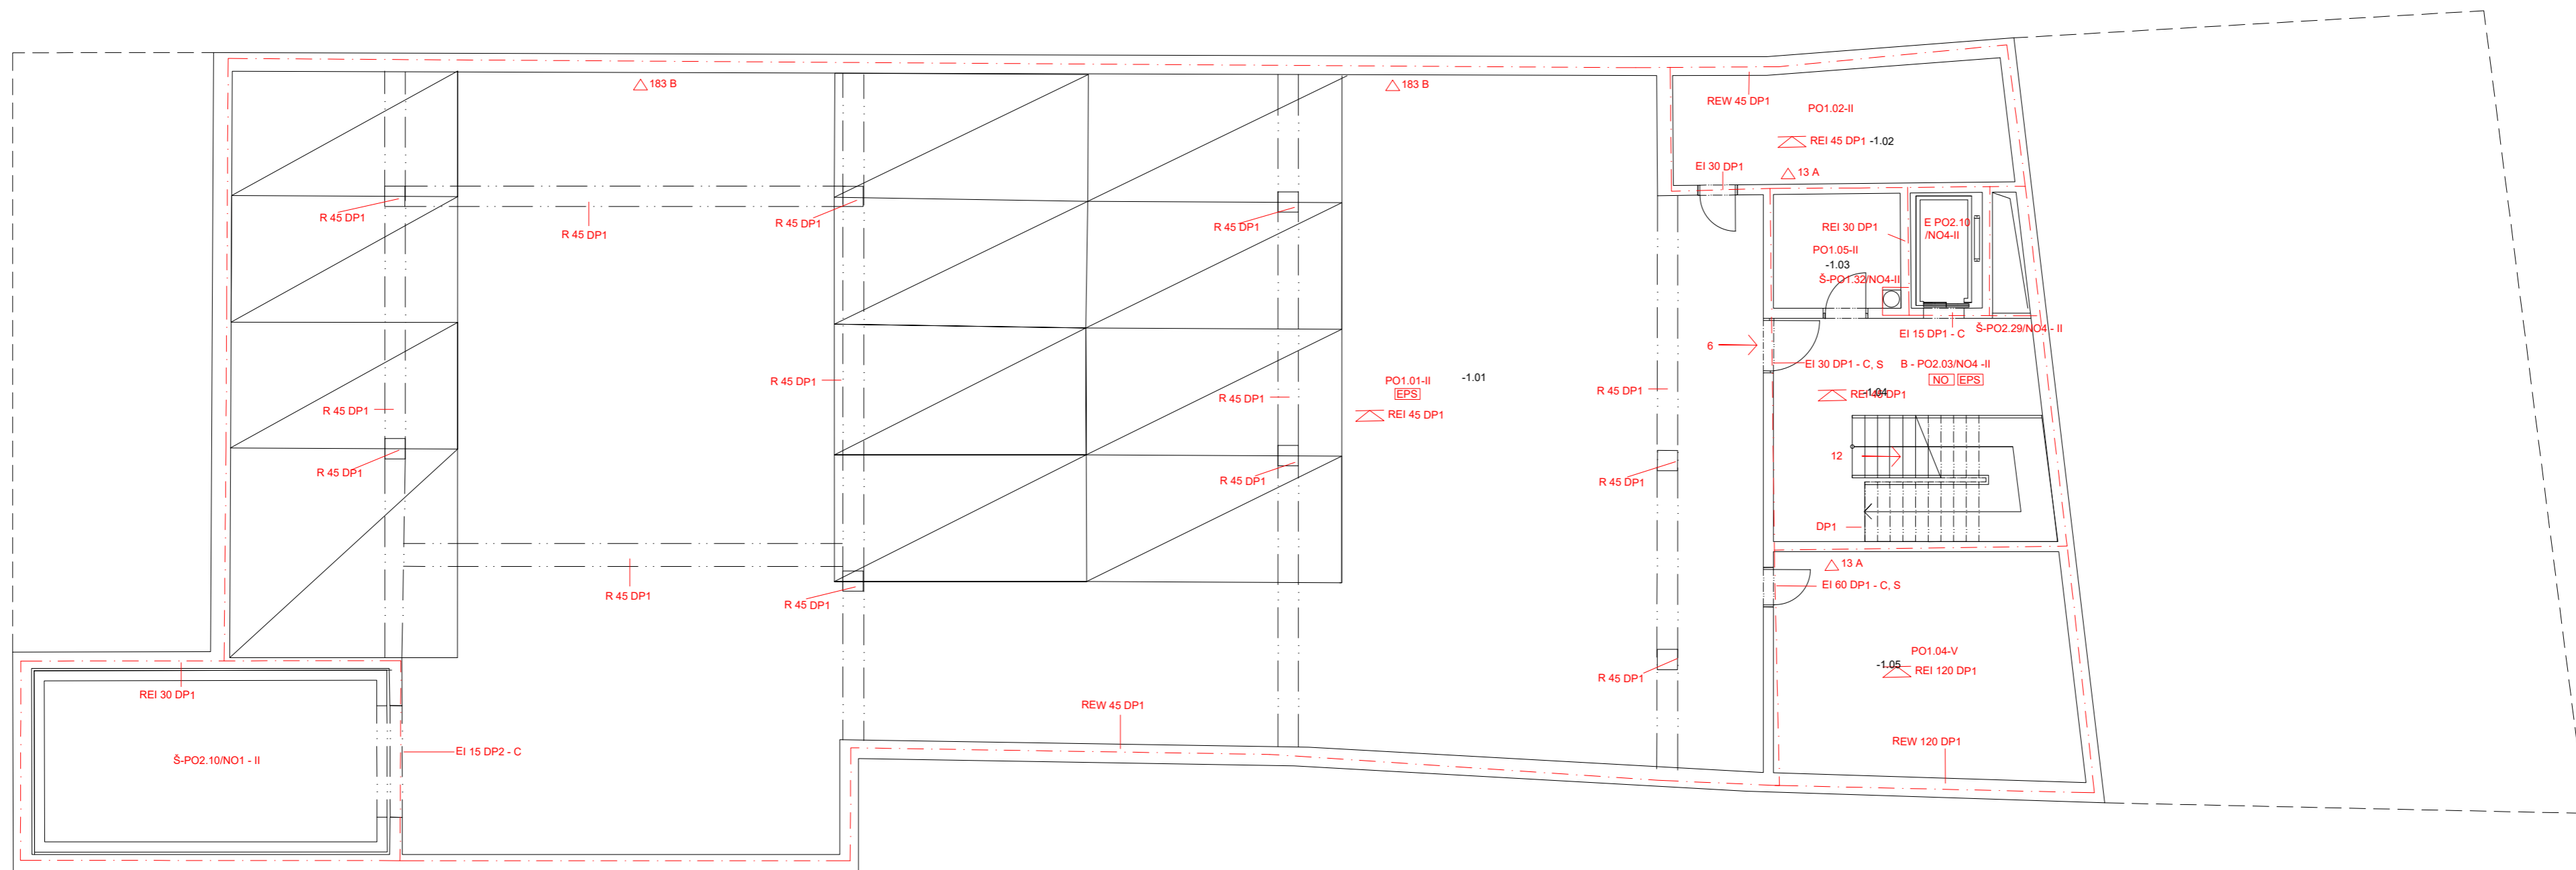 183 B
183 B
REW 45 DP1
PO1.02-II
REI 45 DP1 -1.02
EI 30 DP1
13 A
R 45 DP1
R 45 DP1
R 45 DP1
R 45 DP1
REI 30 DP1
E PO2.10
/NO4-II
PO1.05-II
-1.03
Š-PO1.32/NO4-II
EI 15 DP1 - C
Š-PO2.29/NO4 - II
6
EI 30 DP1 - C, S
B - PO2.03/NO4 -II
NO EPS
R 45 DP1
R 45 DP1
R 45 DP1
PO1.01-II
-1.01
EPS
REI 45 DP1
R 45 DP1
REI 45 DP1
-1.04
12
R 45 DP1
R 45 DP1
R 45 DP1
DP1
13 A
EI 60 DP1 - C, S
R 45 DP1
R 45 DP1
PO1.04-V
-1.05
REI 120 DP1
R 45 DP1
REI 30 DP1
REW 45 DP1
REW 120 DP1
EI 15 DP2 - C
Š-PO2.10/NO1 - II